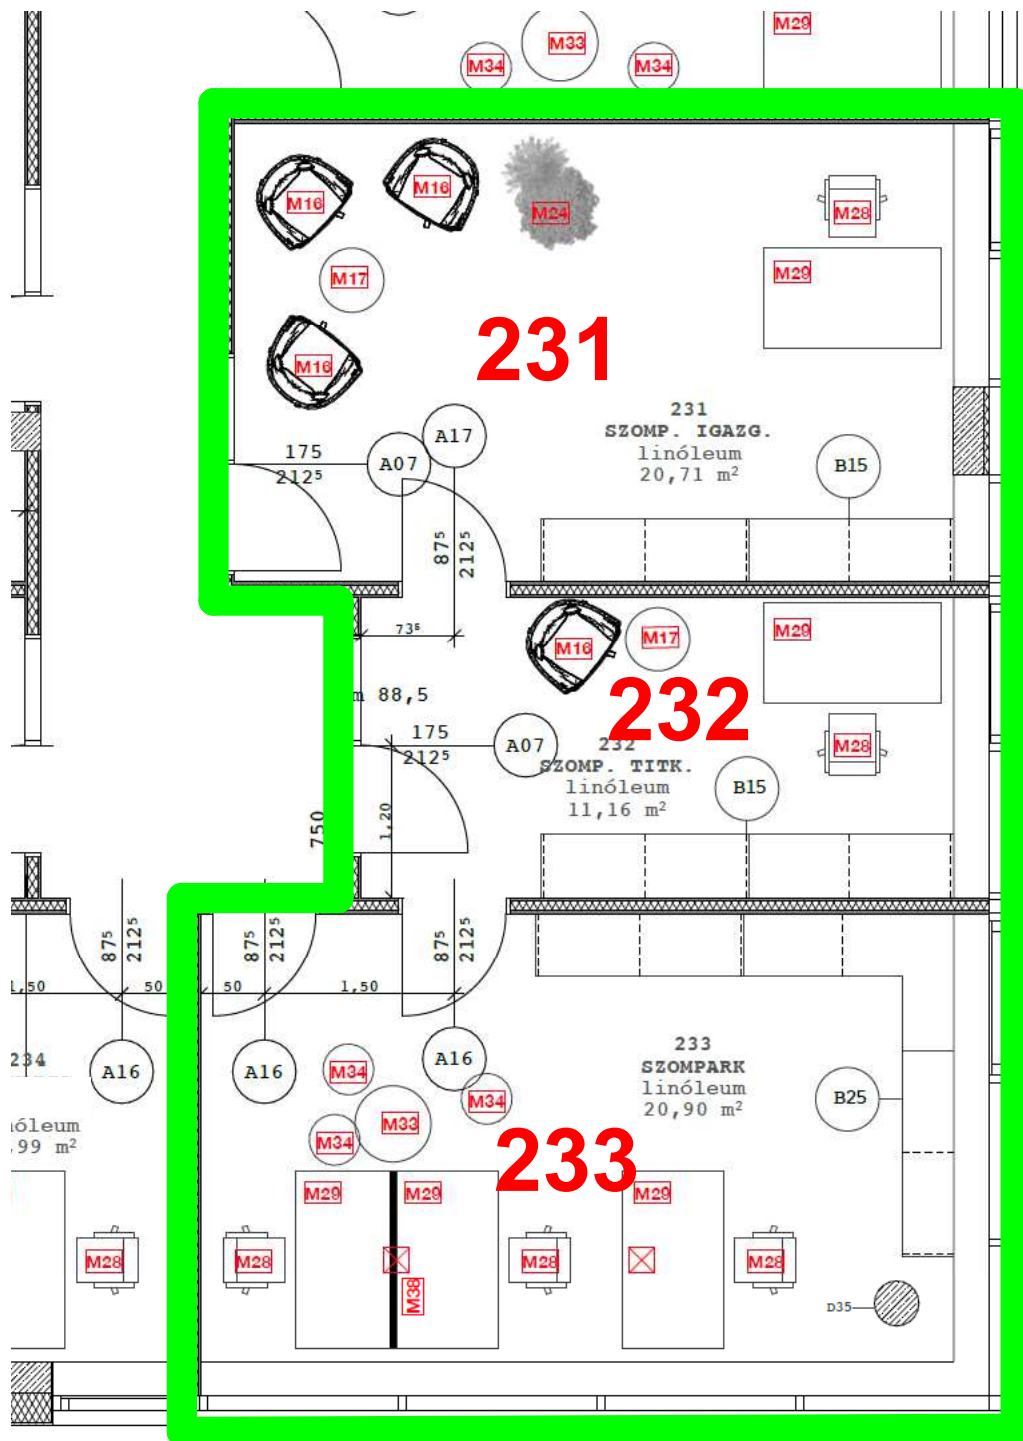 M29
M33
M34
M34
M16
M16
M24
M28
M17
M29
M16
231
231
SZOMP. IGAZG.
linóleum
20,71 m²
A17
A07
B15
175
212⁵
87⁵
212⁵
73⁵
M16
M17
M29
232
88,5
175
212⁵
A07
232
SZOMP. TITK.
linóleum
11,16 m²
M28
B15
750
1,20
87⁵
212⁵
87⁵
212⁵
87⁵
212⁵
1,50
50
50
1,50
234
A16
A16
A16
M34
M34
M33
M34
233
SZOMPARK
linóleum
20,90 m²
B25
233
óleum
,99 m²
M29
M29
M29
M28
M28
M28
M28
M38
D35